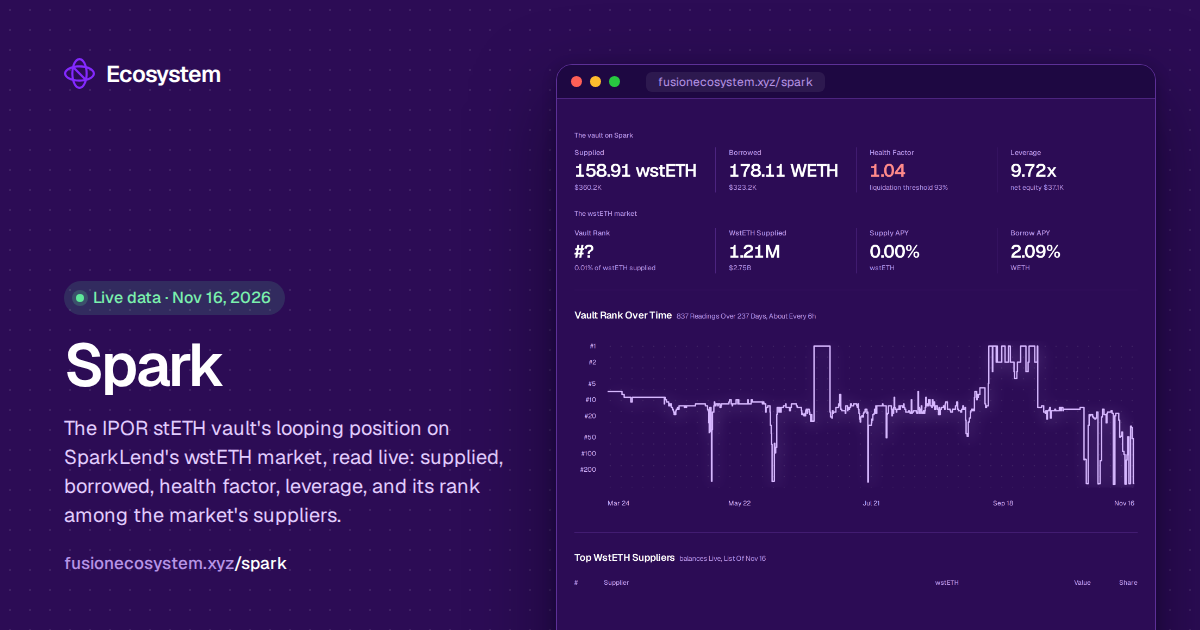 Ecosystem
Live data · Nov 16, 2026
Spark
The IPOR stETH vault's looping position on
SparkLend's wstETH market, read live: supplied,
borrowed, health factor, leverage, and its rank
among the market's suppliers.
fusionecosystem.xyz/spark
fusionecosystem.xyz/spark
The vault on Spark
Supplied Borrowed Health Factor Leverage
158.91 wstETH 178.11 WETH 1.04 9.72x
$360.2K $323.2K liquidation threshold 93% net equity $37.1K
The wstETH market
Vault Rank WstETH Supplied Supply APY Borrow APY
#? 1.21M 0.00% 2.09%
0.01% of wstETH supplied $2.75B wstETH WETH
Vault Rank Over Time 837 Readings Over 237 Days, About Every 6h
#1
#2
#5
#10
#20
#50
#100
#200
Mar 24 May 22 Jul 21 Sep 18 Nov 16
Top WstETH Suppliers balances Live, List Of Nov 16
# Supplier wstETH Value Share